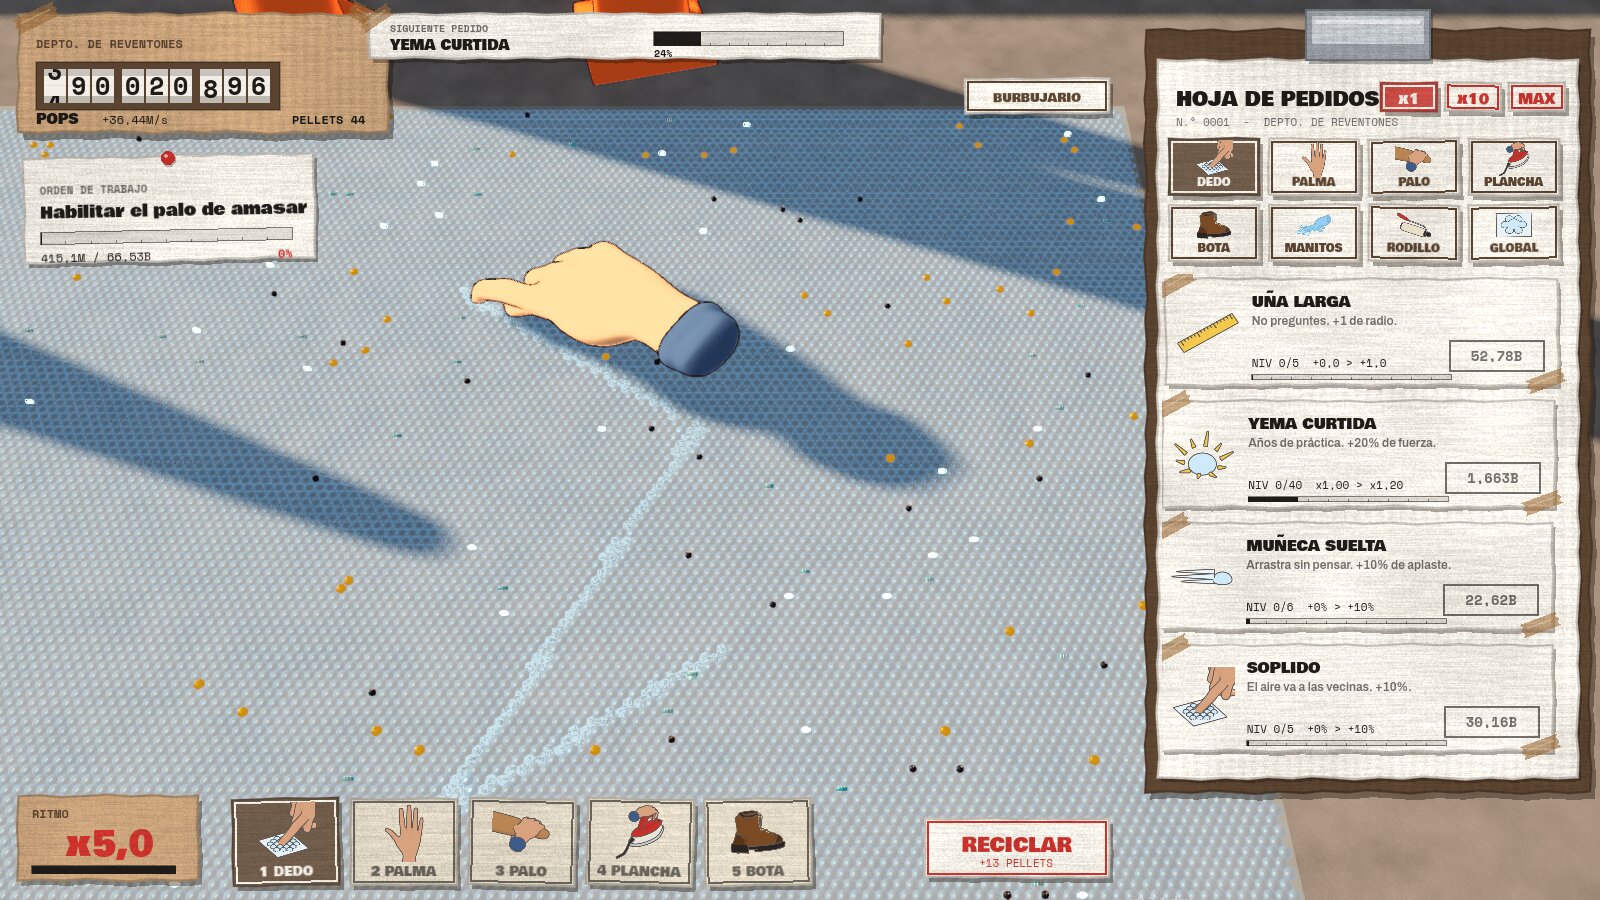 DEPTO. DE REVENTONES
90 020 896
POPS +36,44M/s PELLETS 44
SIGUIENTE PEDIDO
YEMA CURTIDA
24%
BURBUJARIO
ORDEN DE TRABAJO
Habilitar el palo de amasar
415,1M / 66,53B 0%
HOJA DE PEDIDOS x1 x10 MAX
N.° 0001 - DEPTO. DE REVENTONES
DEDO PALMA PALO PLANCHA
BOTA MANITOS RODILLO GLOBAL
UÑA LARGA
No preguntes. +1 de radio.
NIV 0/5 +0,0 > +1,0
52,78B
YEMA CURTIDA
Años de práctica. +20% de fuerza.
NIV 0/40 x1,00 > x1,20
1,663B
MUÑECA SUELTA
Arrastra sin pensar. +10% de aplaste.
NIV 0/6 +0% > +10%
22,62B
SOPLIDO
El aire va a las vecinas. +10%.
NIV 0/5 +0% > +10%
30,16B
RITMO
x5,0
1 DEDO 2 PALMA 3 PALO 4 PLANCHA 5 BOTA
RECICLAR
+13 PELLETS